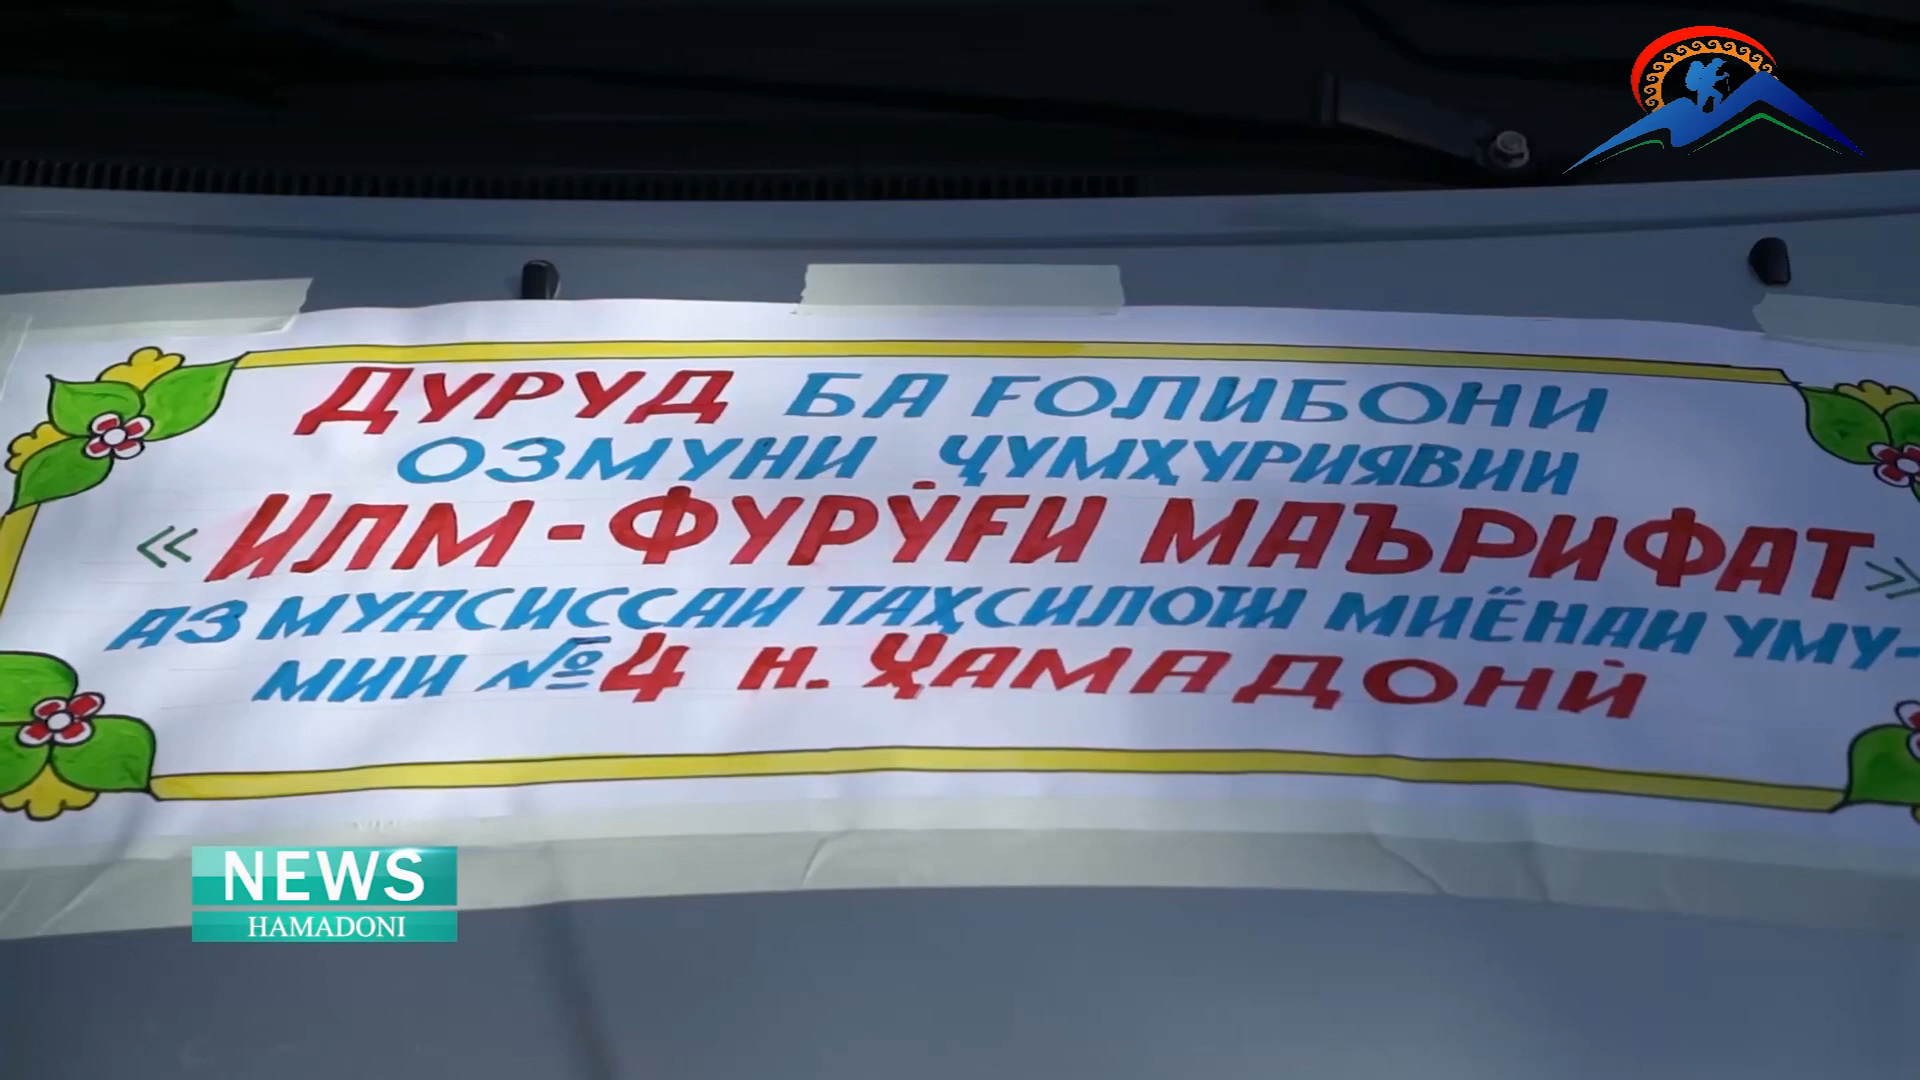 ДУРУД БА ҒОЛИБОНИ
ОЗМУНИ ҶУМҲУРИЯВИИ
«ИЛМ-ФУРӮҒИ МАЪРИФАТ»
АЗ МУАСИССАИ ТАҲСИЛОТИ МИЁНАИ УМУ-
МИИ №4 Н. ҲАМАДОНӢ
NEWS
HAMADONI